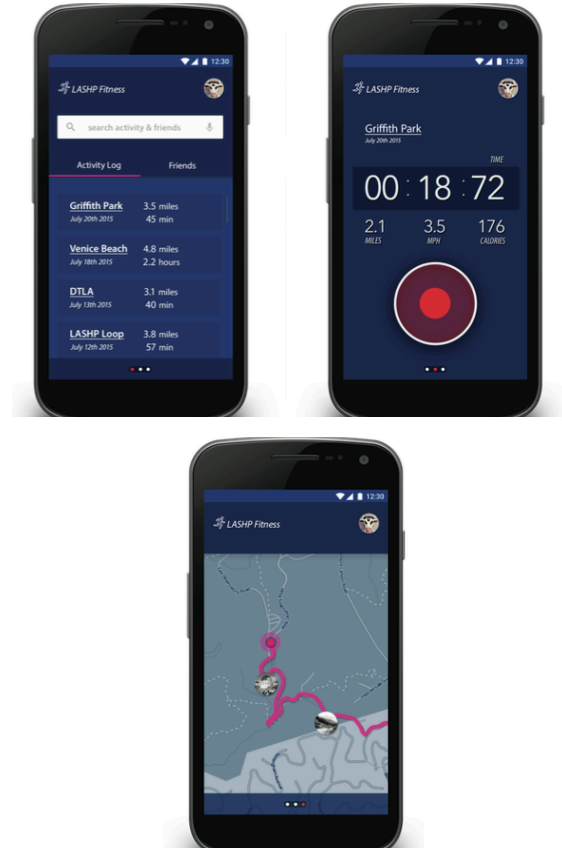 12:30
LASHP Fitness
search activity & friends
Activity Log
Friends
Griffith Park
3.5 miles
July 20th 2015
45 min
Venice Beach
4.8 miles
July 18th 2015
2.2 hours
DTLA
3.1 miles
July 13th 2015
40 min
LASHP Loop
3.8 miles
July 12th 2015
57 min
12:30
LASHP Fitness
Griffith Park
July 20th 2015
TIME
00 : 18 : 72
2.1
3.5
176
MILES
MPH
CALORIES
12:30
LASHP Fitness